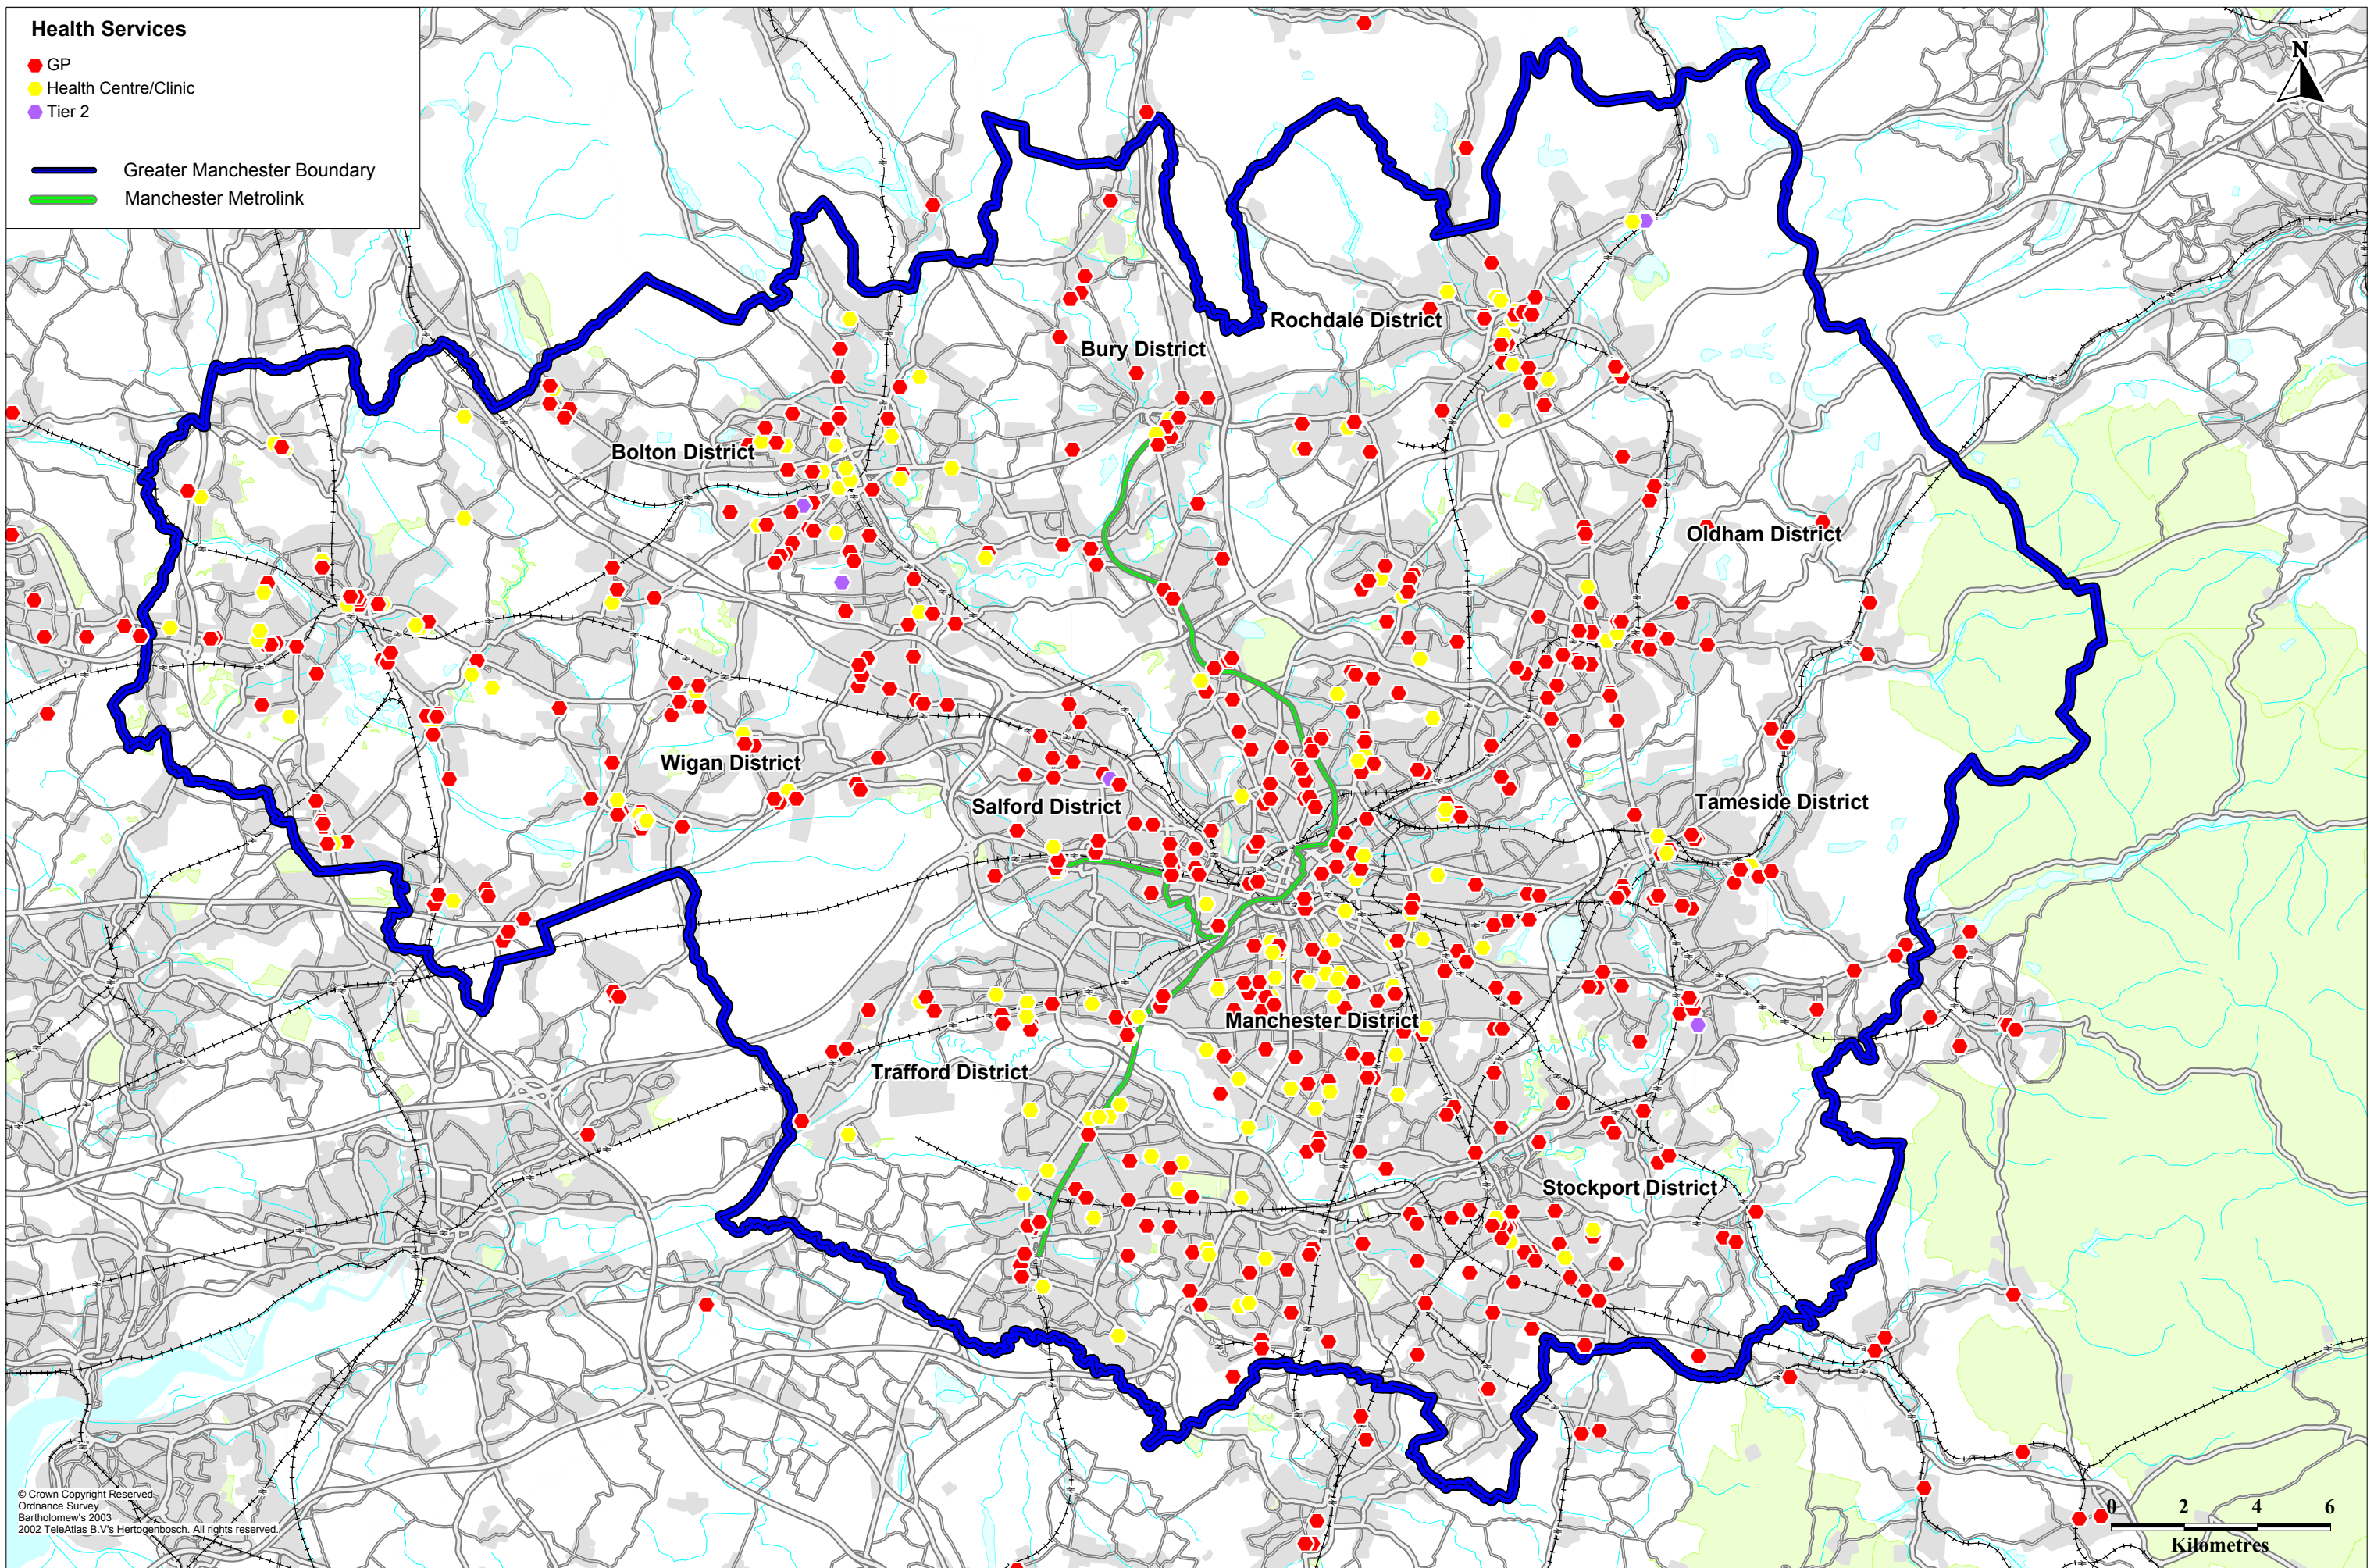 Health Services
GP
Health Centre/Clinic
Tier 2
Greater Manchester Boundary
Manchester Metrolink
N
Rochdale District
Bury District
Bolton District
Oldham District
Wigan District
Salford District
Tameside District
Manchester District
Trafford District
Stockport District
© Crown Copyright Reserved
Ordnance Survey
Bartholomew's 2003
2002 TeleAtlas B.V's Hertogenbosch. All rights reserved.
0 2 4 6
Kilometres